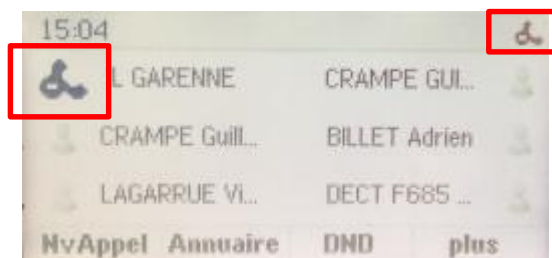 15:04
L GARENNE CRAMPE GUI...
CRAMPE Guill... BILLET Adrien
LAGARRUE Vi... DECT F685 ...
NvAppel Annuaire DND plus